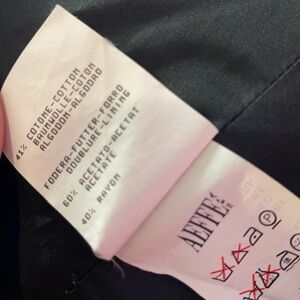 41% COTONE-COTTON
BAUMWOLLE-COTON
ALGODON-ALGODAO
FODERA-FUTTER-FORRO
DOUBLURE-LINING
60% ACETATO-ACETAT
ACETATE
40% RAYON
AEFFE
P